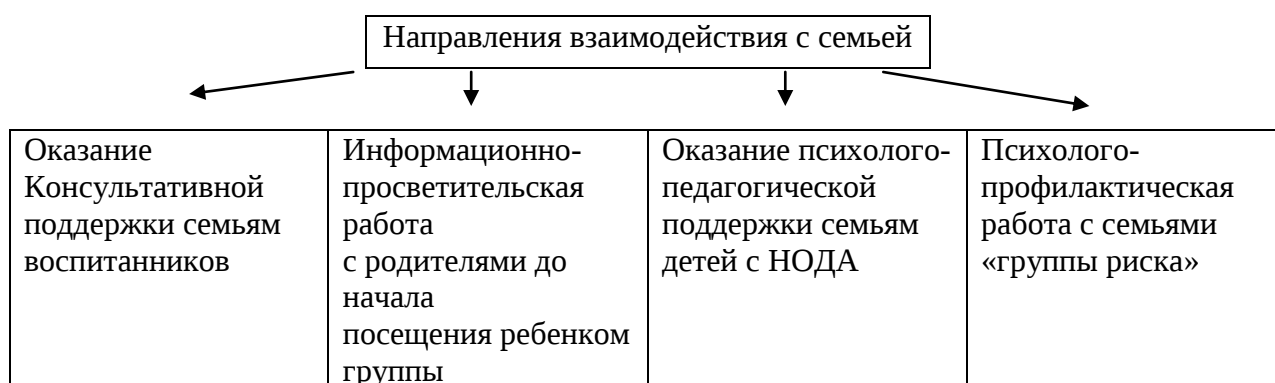 Направления взаимодействия с семьей
Оказание
Консультативной
поддержки семьям
воспитанников
Информационно-
просветительская
работа
с родителями до
начала
посещения ребенком
группы
Оказание психолого-
педагогической
поддержки семьям
детей с НОДА
Психолого-
профилактическая
работа с семьями
«группы риска»